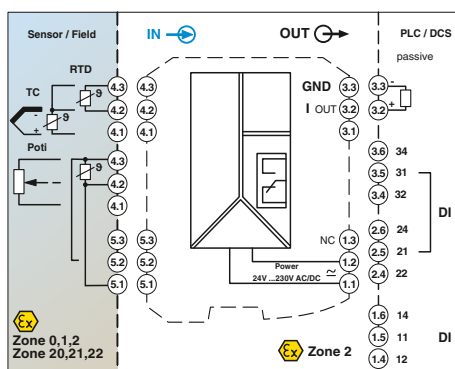 Sensor / Field
IN
OUT
PLC / DCS
passive
RTD
TC
-
+
ϑ
ϑ
4.3
4.2
4.1
4.3
4.2
4.1
GND
I OUT
3.3
3.2
3.1
3.3 -
3.2 +
Poti
ϑ
4.3
4.2
4.1
3.6 34
3.5 31
3.4 32
DI
2.6 24
2.5 21
2.4 22
5.3
5.2
5.1
5.3
5.2
5.1
NC 1.3
1.2
1.1
Power
24V ...230V AC/DC
Ex
Zone 0,1,2
Zone 20,21,22
Ex Zone 2
1.6 14
1.5 11
1.4 12
DI